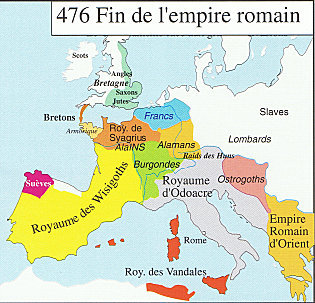 476 Fin de l'empire romain
Scots
Angles
Bretagne
Saxons
Jutes
Bretons
Armorique
Francs
Slaves
Roy. de
Syagrius
AlaINS
Alamans
Lombards
Raids des Huns
Burgondes
Suèves
Royaume des Wisigoths
Royaume
d'Odoacre
Ostrogoths
Empire
Romain
d'Orient
Rome
Roy. des Vandales